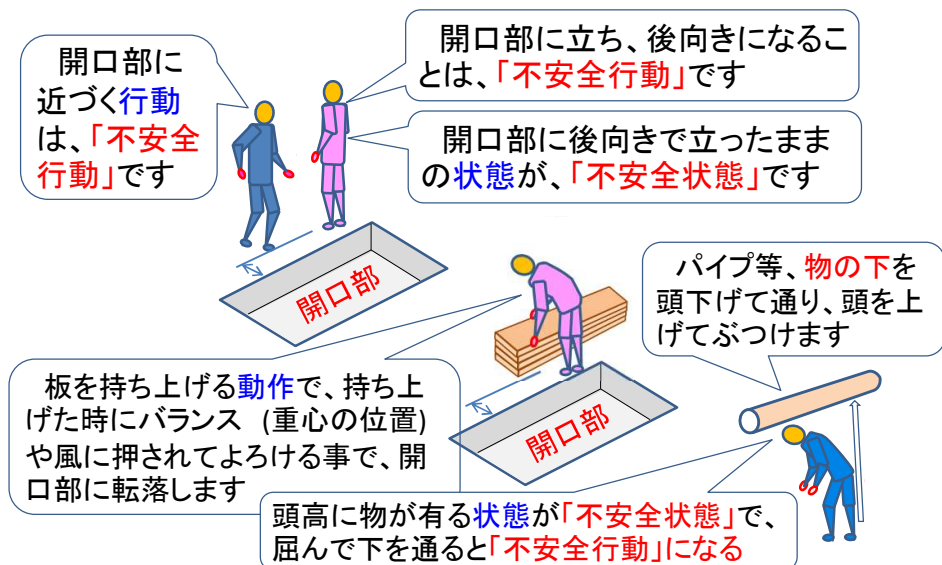 開口部に
近づく行動
は、「不安全
行動」です
開口部に立ち、後向きになるこ
とは、「不安全行動」です
開口部に後向きで立ったまま
の状態が、「不安全状態」です
開口部
パイプ等、物の下を
頭下げて通り、頭を上
げてぶつけます
板を持ち上げる動作で、持ち上
げた時にバランス (重心の位置)
や風に押されてよろける事で、開
口部に転落します
開口部
頭高に物が有る状態が「不安全状態」で、
屈んで下を通ると「不安全行動」になる